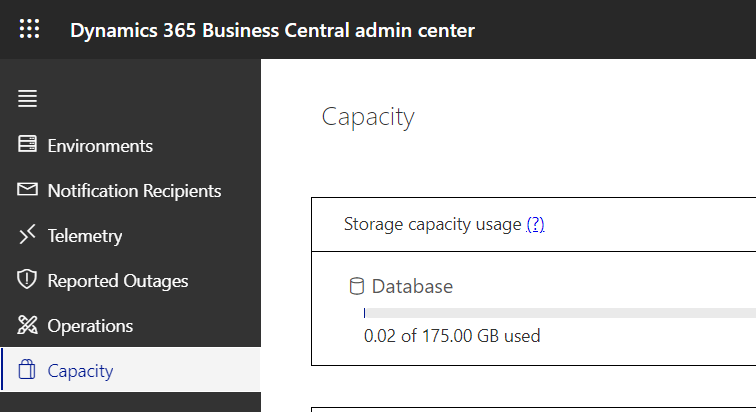 Dynamics 365 Business Central admin center
Environments
Notification Recipients
Telemetry
Reported Outages
Operations
Capacity
Capacity
Storage capacity usage (?)
Database
0.02 of 175.00 GB used